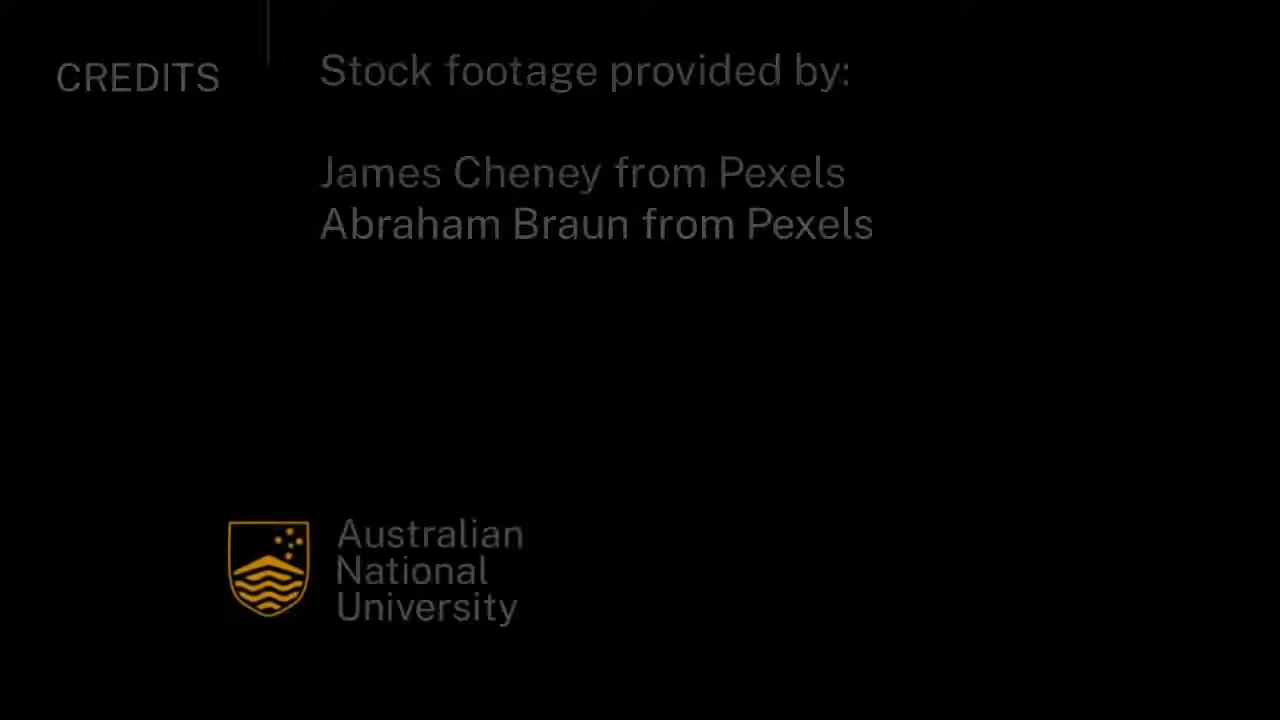 CREDITS
Stock footage provided by:
James Cheney from Pexels
Abraham Braun from Pexels
Australian
National
University